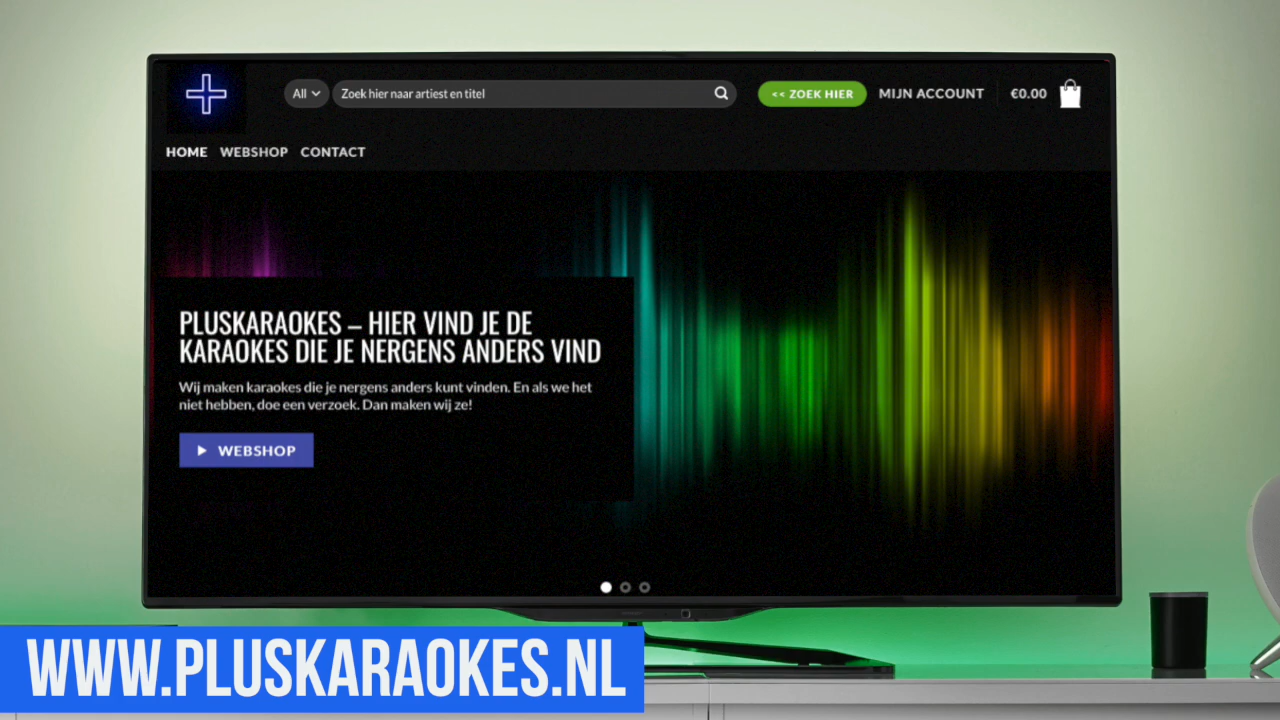 All
Zoek hier naar artiest en titel
<< ZOEK HIER
MIJN ACCOUNT
€0.00
HOME WEBSHOP CONTACT
PLUSKARAOKES – HIER VIND JE DE
KARAOKES DIE JE NERGENS ANDERS VIND
Wij maken karaokes die je nergens anders kunt vinden. En als we het
niet hebben, doe een verzoek. Dan maken wij ze!
WEBSHOP
WWW.PLUSKARAOKES.NL